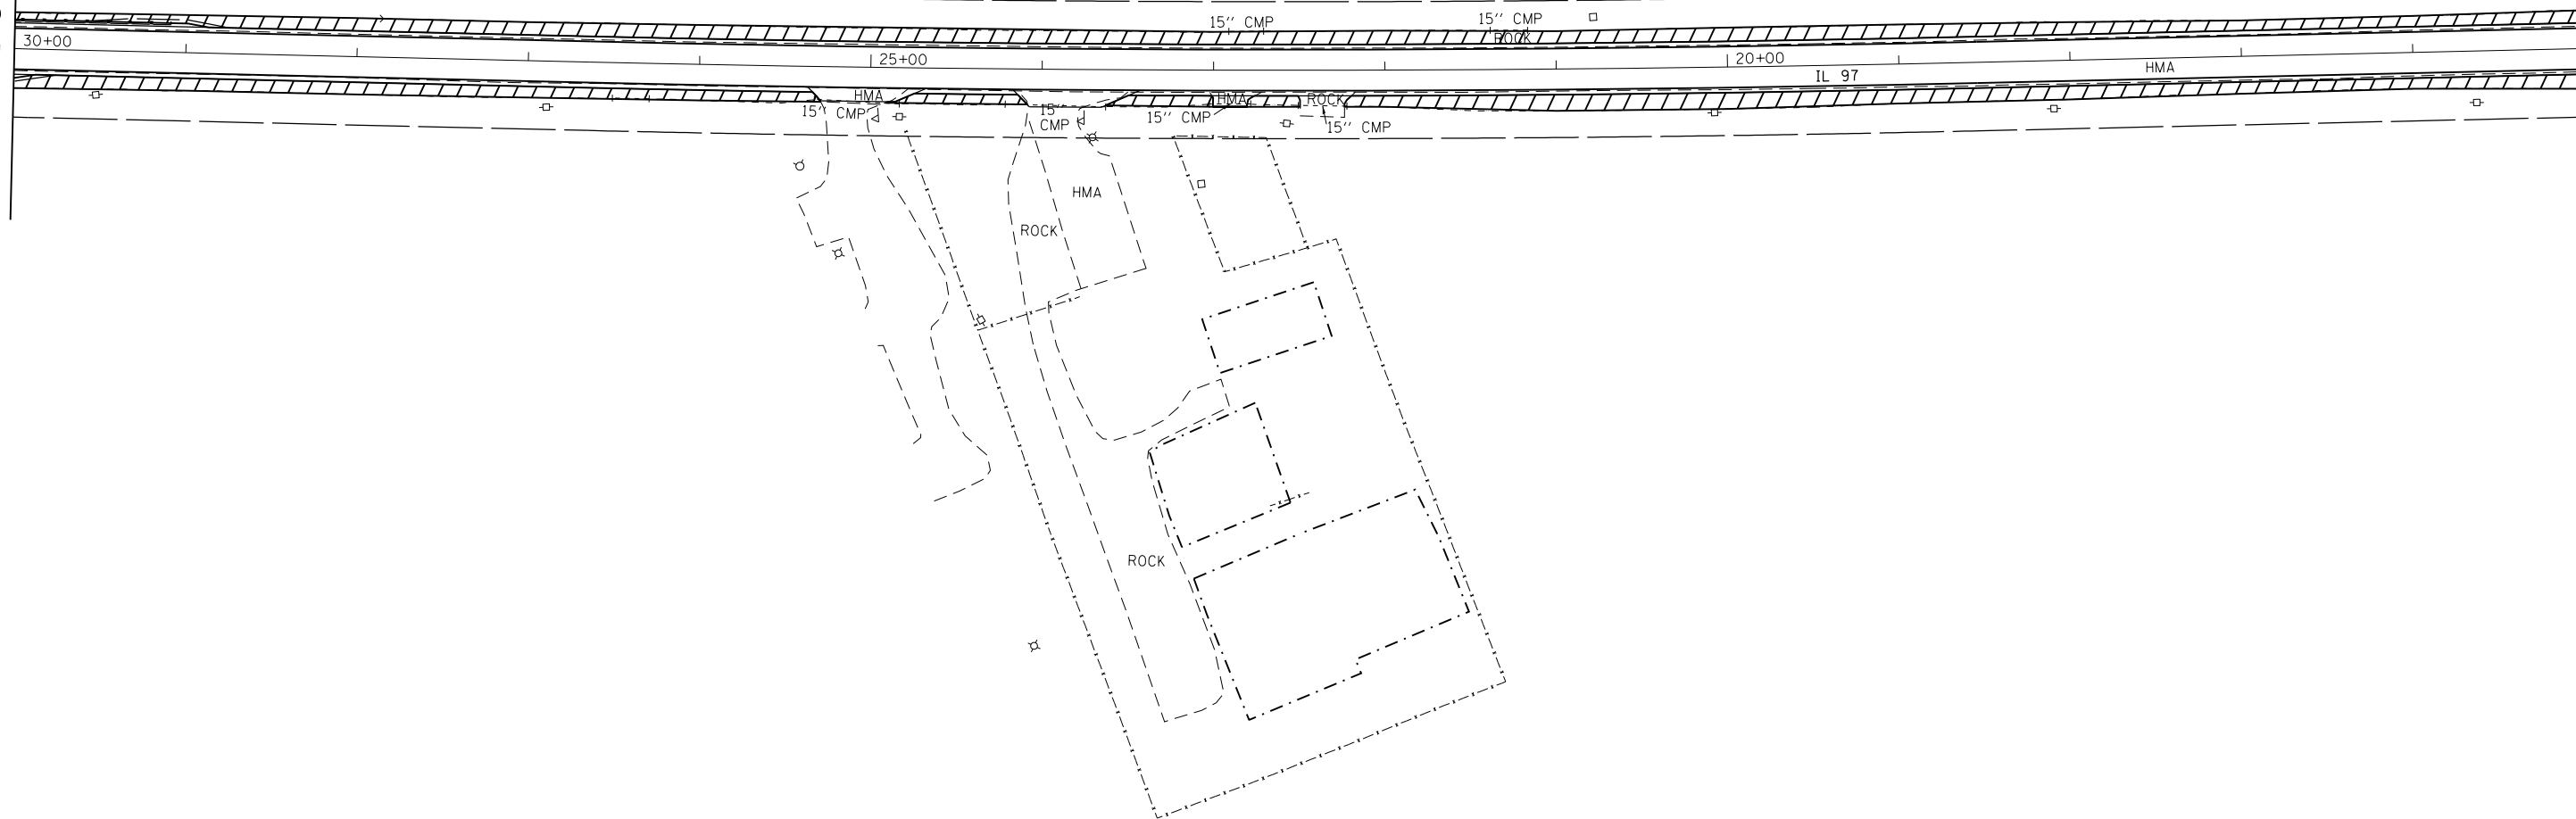 15'' CMP
15'' CMP
ROCK
30+00
25+00
20+00
IL 97
HMA
HMA
15'' CMP
15''
CMP
HMA
15'' CMP
ROCK
15'' CMP
HMA
ROCK
ROCK